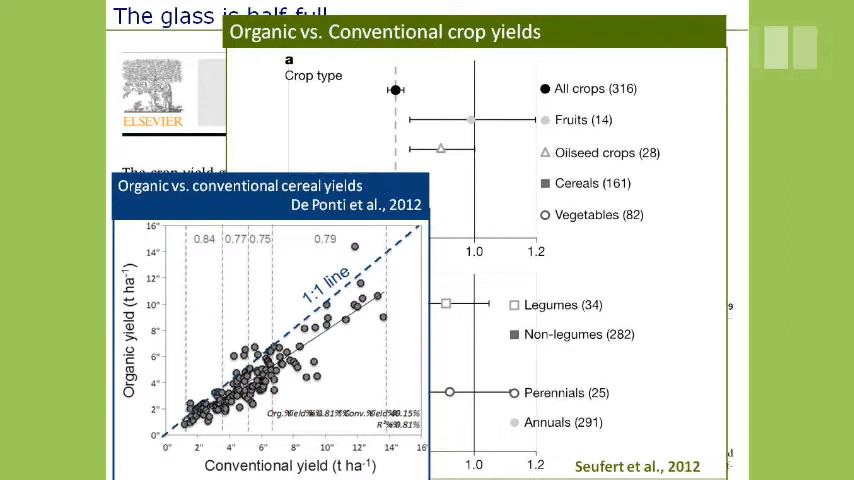 The glass is half full
Organic vs. Conventional crop yields
a
Crop type
All crops (316)
Fruits (14)
Oilseed crops (28)
Cereals (161)
Vegetables (82)
1.0 1.2
Legumes (34)
Non-legumes (282)
Perennials (25)
Annuals (291)
1.0 1.2
Seufert et al., 2012
ELSEVIER
The crop yield
Organic vs. conventional cereal yields
De Ponti et al., 2012
16" 14" 12" 10" 8" 6" 4" 2" 0"
0.84 0.77 0.75 0.79
1:1 line
Organic yield (t ha-1)
0" 2" 4" 6" 8" 10" 12" 14" 16
Conventional yield (t ha-1)